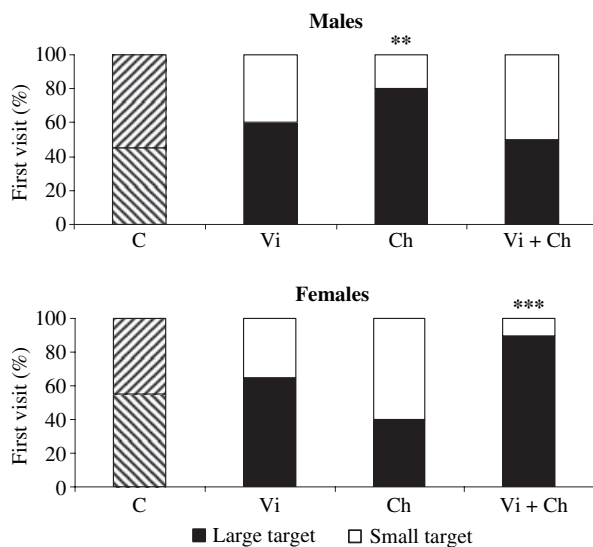 Males
**
100
80
60
40
20
0
First visit (%)
C Vi Ch Vi + Ch
Females
***
100
80
60
40
20
0
First visit (%)
C Vi Ch Vi + Ch
Large target Small target